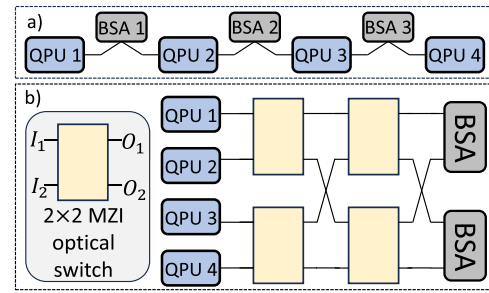 a)
BSA 1
BSA 2
BSA 3
QPU 1
QPU 2
QPU 3
QPU 4
b)
I₁
O₁
I₂
O₂
2×2 MZI
optical
switch
QPU 1
QPU 2
QPU 3
QPU 4
BSA
BSA